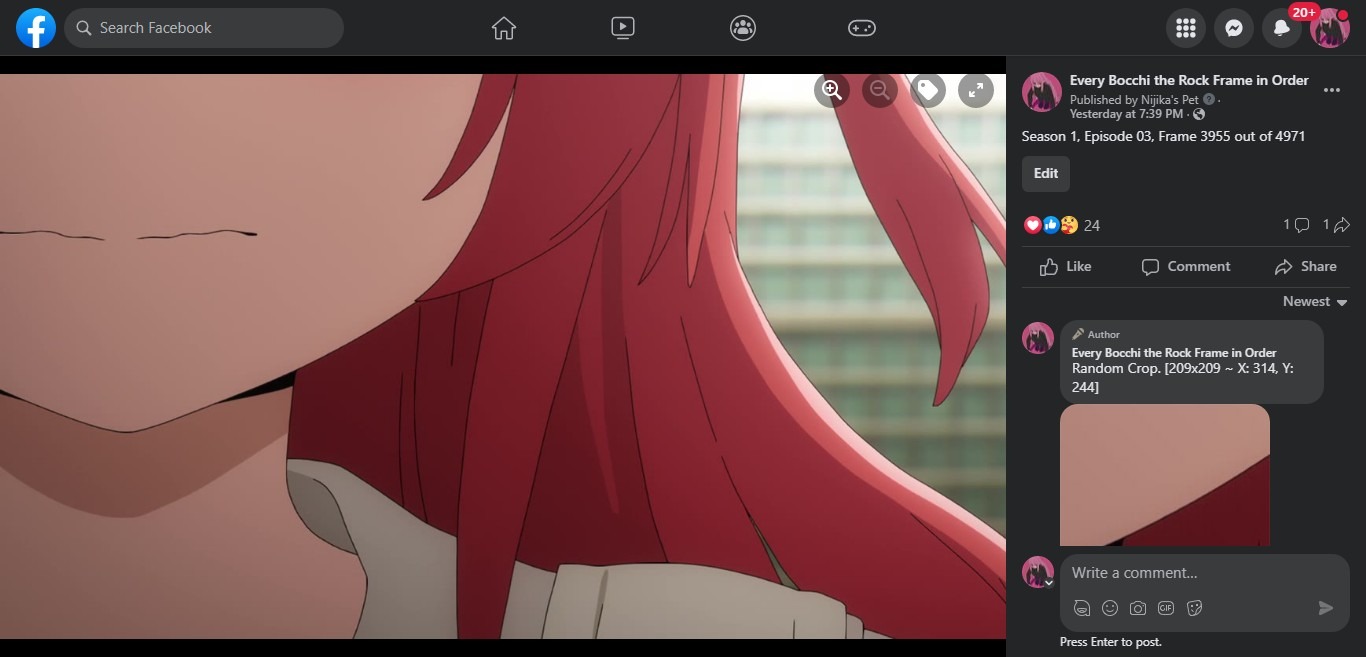 Search Facebook
20+
Every Bocchi the Rock Frame in Order
Published by Nijika's Pet ·
Yesterday at 7:39 PM ·
Season 1, Episode 03, Frame 3955 out of 4971
Edit
24
1
1
Like
Comment
Share
Newest
Author
Every Bocchi the Rock Frame in Order
Random Crop. [209x209 ~ X: 314, Y:
244]
Write a comment...
GIF
Press Enter to post.